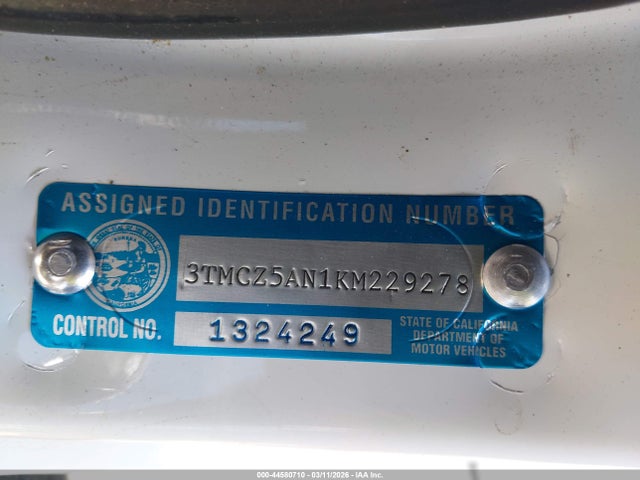 ASSIGNED IDENTIFICATION NUMBER
3TMCZ5AN1KM229278
CONTROL NO.
1324249
STATE OF CALIFORNIA
DEPARTMENT OF
MOTOR VEHICLES
000-44580710 - 03/11/2026 - IAA Inc.